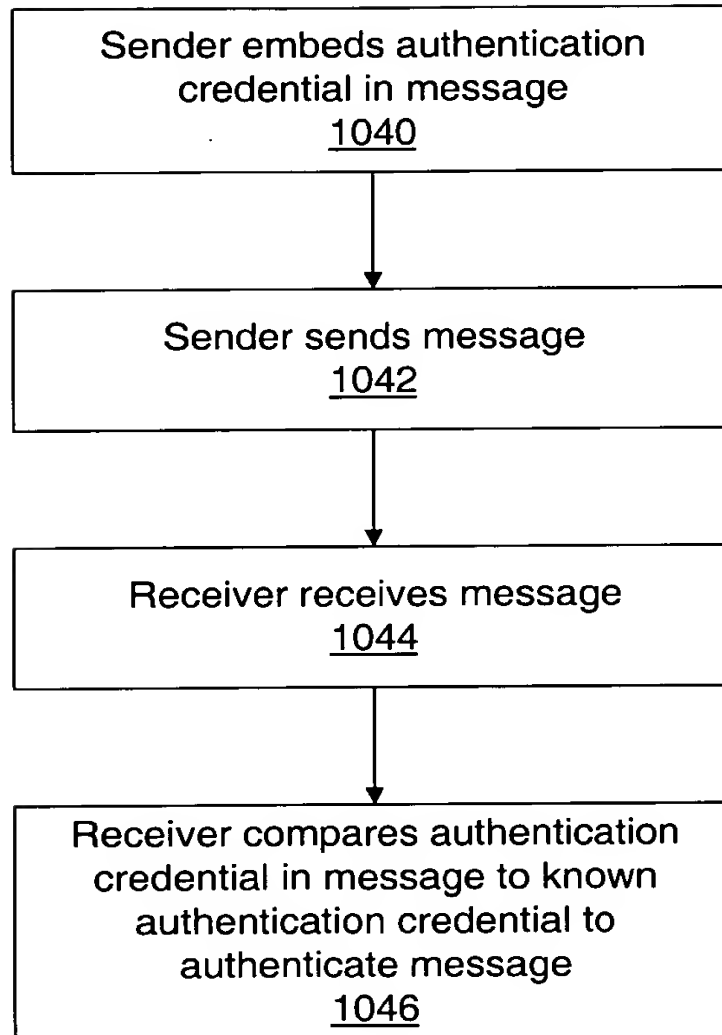 Sender embeds authentication
credential in message
1040
Sender sends message
1042
Receiver receives message
1044
Receiver compares authentication
credential in message to known
authentication credential to
authenticate message
1046